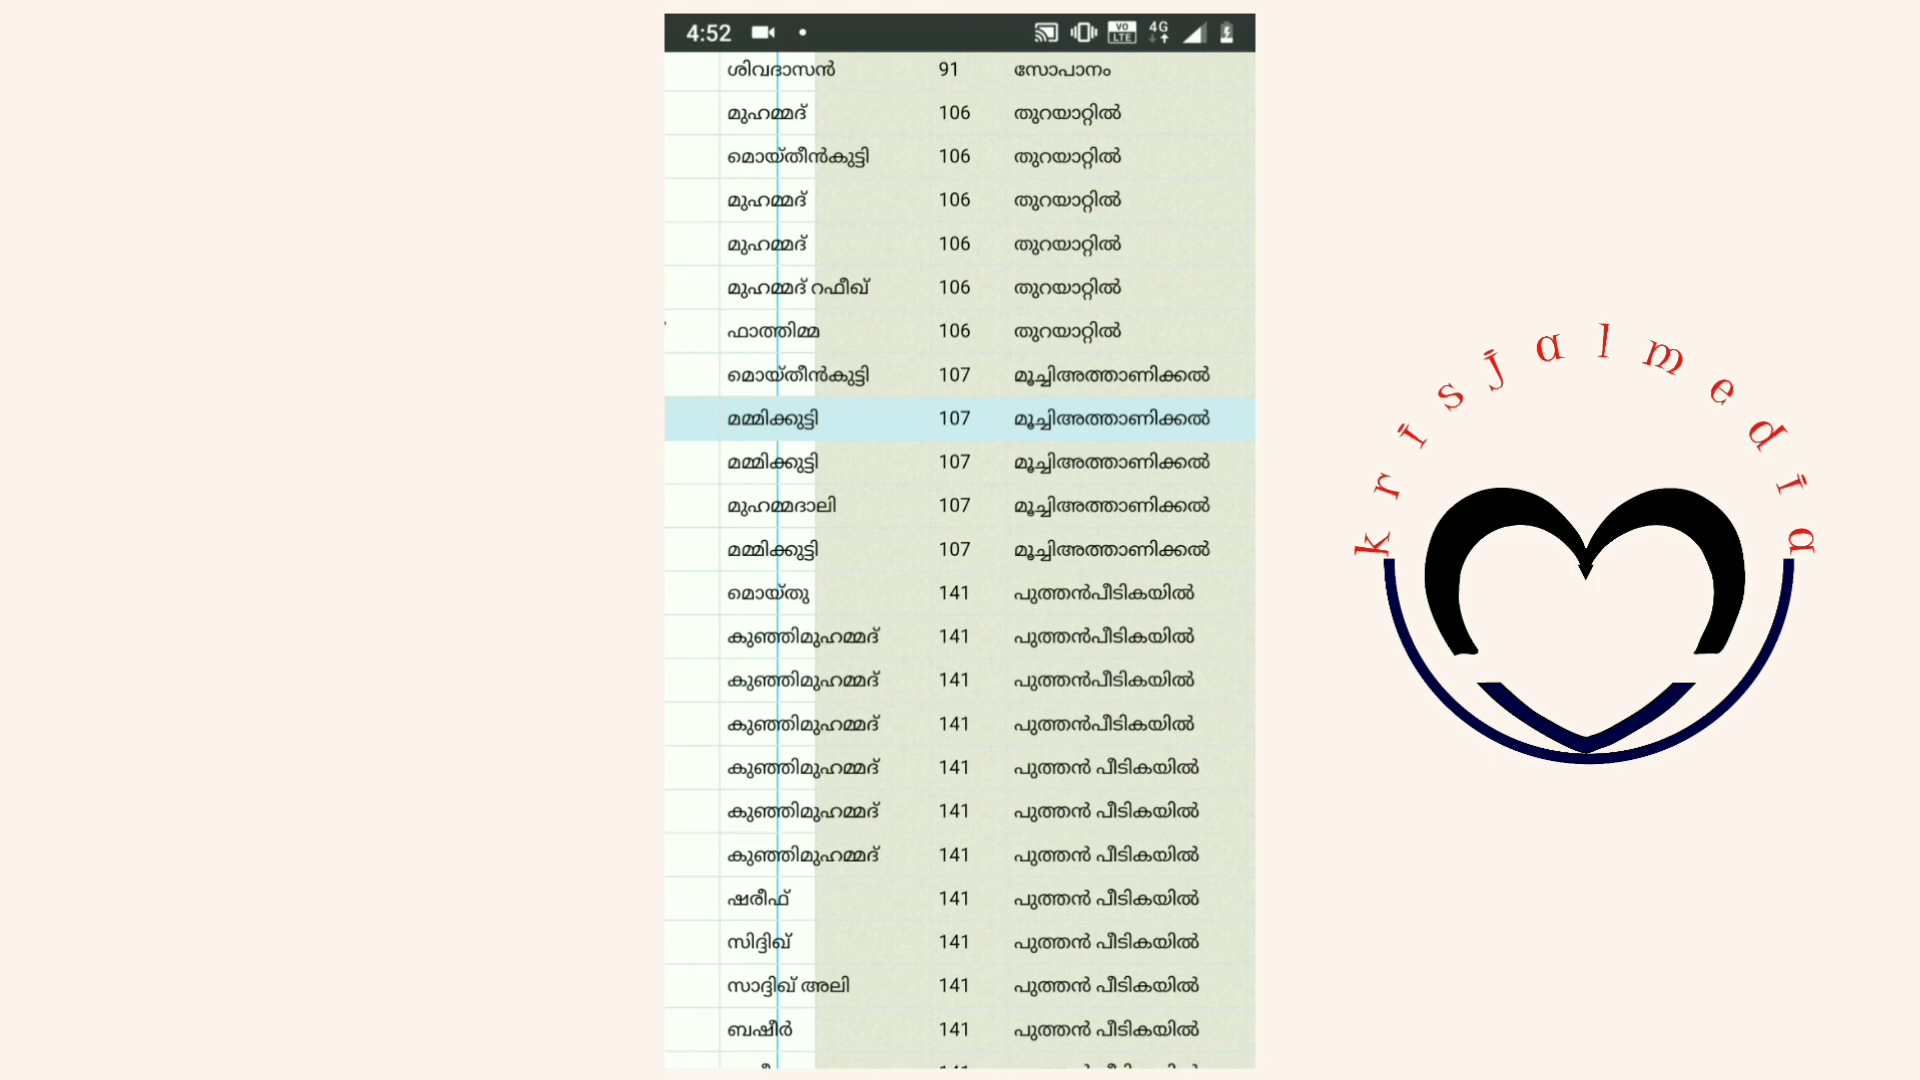 4:52 VO LTE 4G
ശിവദാസൻ 91 സോപാനം
മുഹമ്മദ് 106 തുറയാറ്റിൽ
മൊയ്തീൻകുട്ടി 106 തുറയാറ്റിൽ
മുഹമ്മദ് 106 തുറയാറ്റിൽ
മുഹമ്മദ് 106 തുറയാറ്റിൽ
മുഹമ്മദ് റഫീഖ് 106 തുറയാറ്റിൽ
ഫാത്തിമ്മ 106 തുറയാറ്റിൽ
മൊയ്തീൻകുട്ടി 107 മൂച്ചിഅത്താണിക്കൽ
മമ്മിക്കുട്ടി 107 മൂച്ചിഅത്താണിക്കൽ
മമ്മിക്കുട്ടി 107 മൂച്ചിഅത്താണിക്കൽ
മുഹമ്മദാലി 107 മൂച്ചിഅത്താണിക്കൽ
മമ്മിക്കുട്ടി 107 മൂച്ചിഅത്താണിക്കൽ
മൊയ്തു 141 പുത്തൻപീടികയിൽ
കുഞ്ഞിമുഹമ്മദ് 141 പുത്തൻപീടികയിൽ
കുഞ്ഞിമുഹമ്മദ് 141 പുത്തൻപീടികയിൽ
കുഞ്ഞിമുഹമ്മദ് 141 പുത്തൻപീടികയിൽ
കുഞ്ഞിമുഹമ്മദ് 141 പുത്തൻ പീടികയിൽ
കുഞ്ഞിമുഹമ്മദ് 141 പുത്തൻ പീടികയിൽ
കുഞ്ഞിമുഹമ്മദ് 141 പുത്തൻ പീടികയിൽ
ഷരീഫ് 141 പുത്തൻ പീടികയിൽ
സിദ്ദിഖ് 141 പുത്തൻ പീടികയിൽ
സാദ്ദിഖ് അലി 141 പുത്തൻ പീടികയിൽ
ബഷീർ 141 പുത്തൻ പീടികയിൽ
krisjalmedia